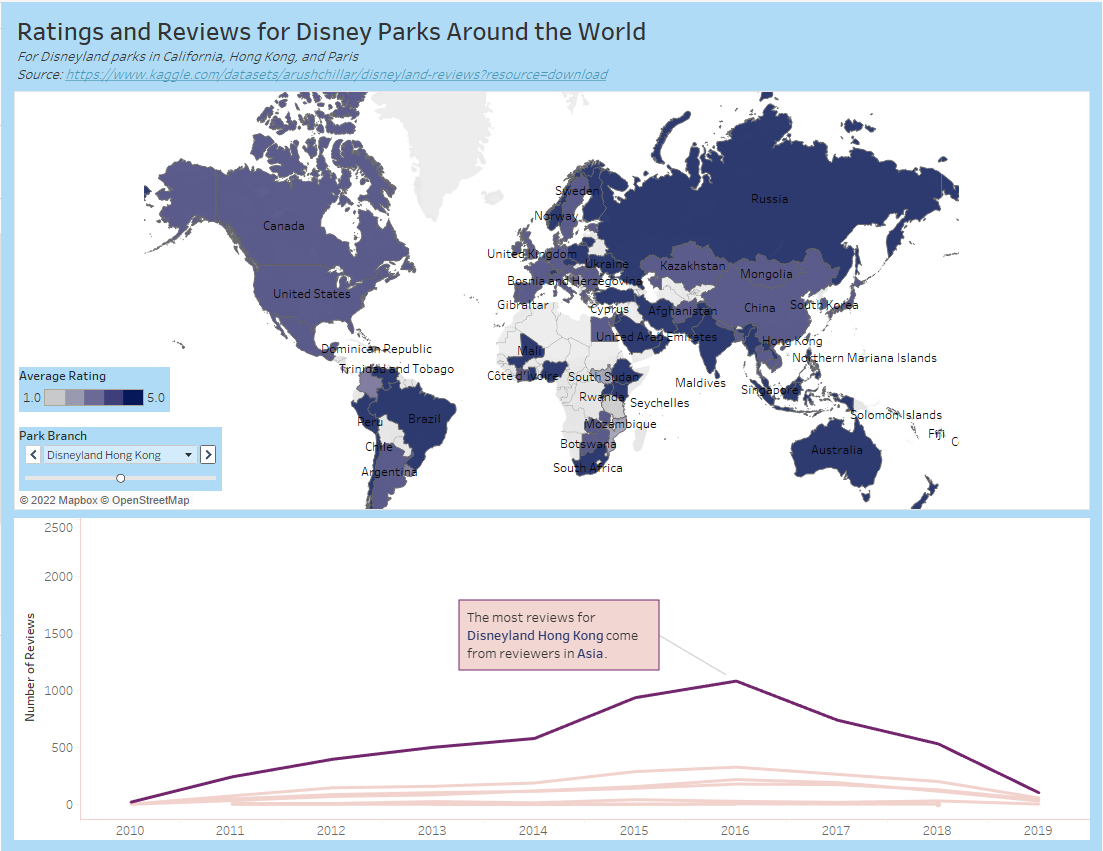 Ratings and Reviews for Disney Parks Around the World
For Disneyland parks in California, Hong Kong, and Paris
Source: https://www.kaggle.com/datasets/arushchillar/disneyland-reviews?resource=download
Sweden
Russia
Norway
Canada
United Kingdom
Ukraine
Kazakhstan
Mongolia
Bosnia and Herzegovina
United States
Gibraltar
Cyprus
Afghanistan
China
South Korea
United Arab Emirates
Hong Kong
Dominican Republic
Mali
Northern Mariana Islands
Trinidad and Tobago
Côte d'Ivoire
South Sudan
Maldives
Singapore
Rwanda
Seychelles
Peru
Brazil
Mozambique
Solomon Islands
Fiji
C
Chile
Botswana
Australia
Argentina
South Africa
Average Rating
1.0 5.0
Park Branch
Disneyland Hong Kong
© 2022 Mapbox © OpenStreetMap
Number of Reviews
2500
2000
1500
1000
500
0
The most reviews for
Disneyland Hong Kong come
from reviewers in Asia.
2010 2011 2012 2013 2014 2015 2016 2017 2018 2019